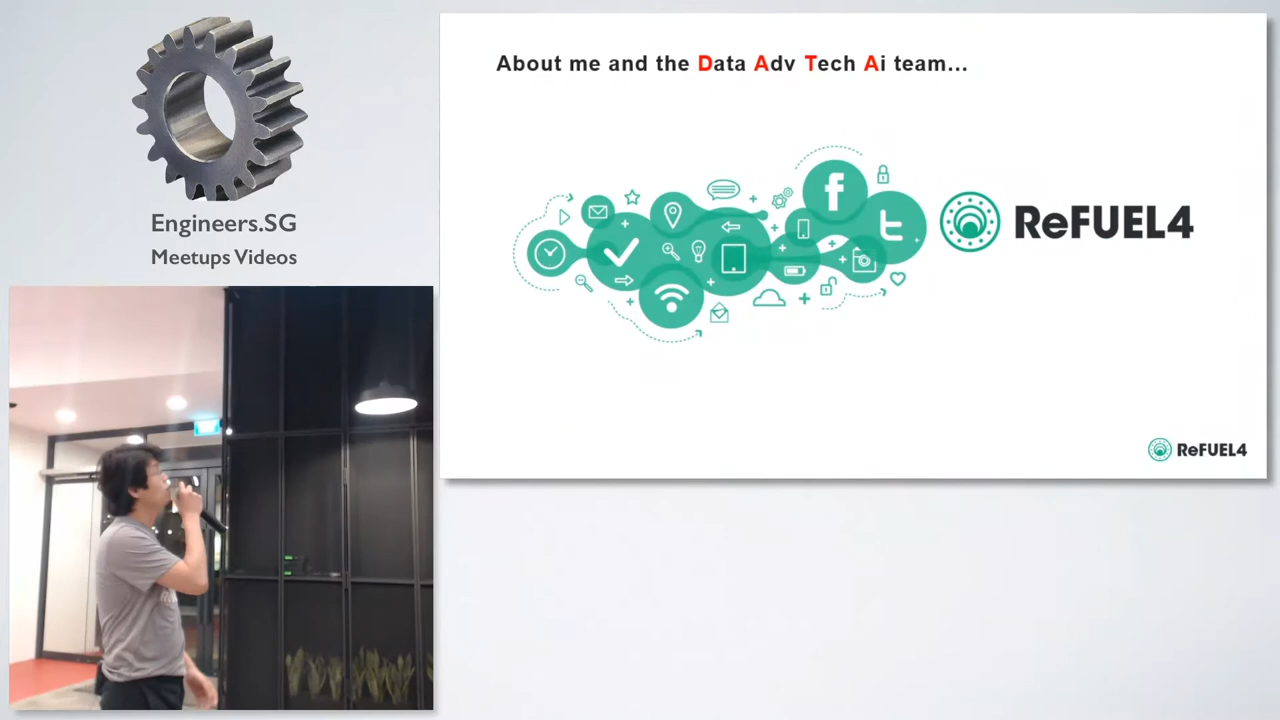 Engineers.SG
Meetups Videos
About me and the Data Adv Tech Ai team...
ReFUEL4
ReFUEL4